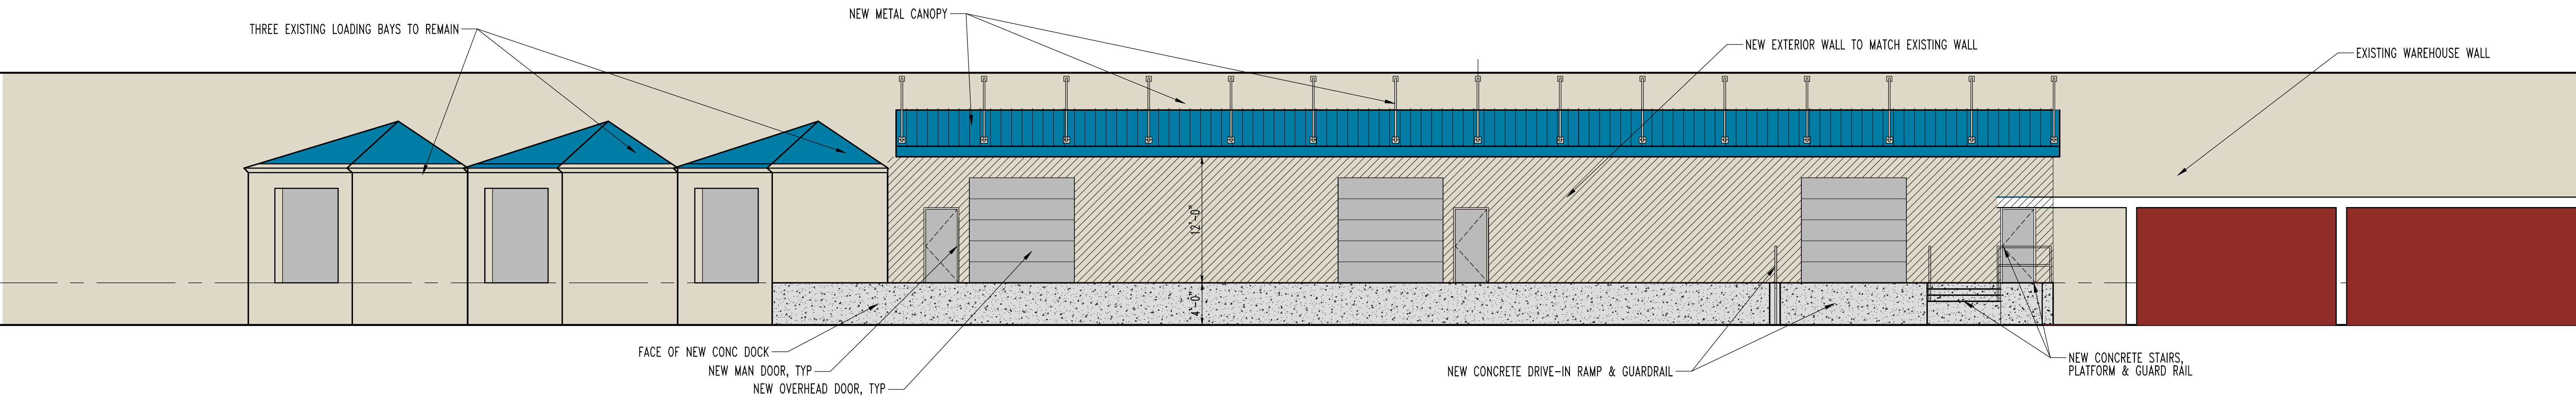 NEW METAL CANOPY
THREE EXISTING LOADING BAYS TO REMAIN
NEW EXTERIOR WALL TO MATCH EXISTING WALL
EXISTING WAREHOUSE WALL
12'-0"
4'-0"
FACE OF NEW CONC DOCK
NEW MAN DOOR, TYP
NEW OVERHEAD DOOR, TYP
NEW CONCRETE DRIVE-IN RAMP & GUARDRAIL
NEW CONCRETE STAIRS,
PLATFORM & GUARD RAIL